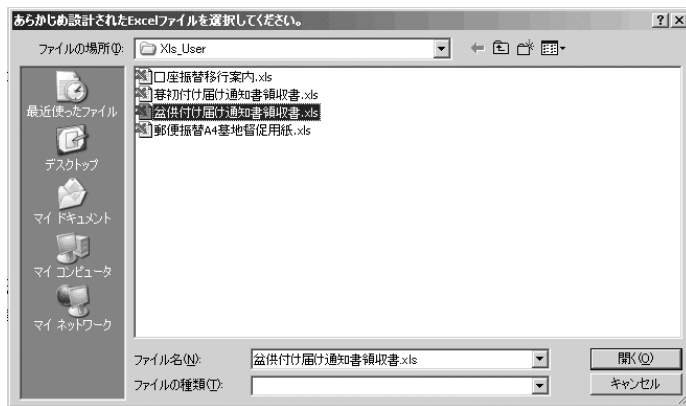 あらかじめ設計されたExcelファイルを選択してください。
ファイルの場所(I):
Xls_User
口座振替移行案内.xls
暮初付け届け通知書領収書.xls
盆供付け届け通知書領収書.xls
郵便振替A4墓地督促用紙.xls
最近使ったファイル
デスクトップ
マイ ドキュメント
マイ コンピュータ
マイ ネットワーク
ファイル名(N):
盆供付け届け通知書領収書.xls
開く(O)
ファイルの種類(T):
キャンセル